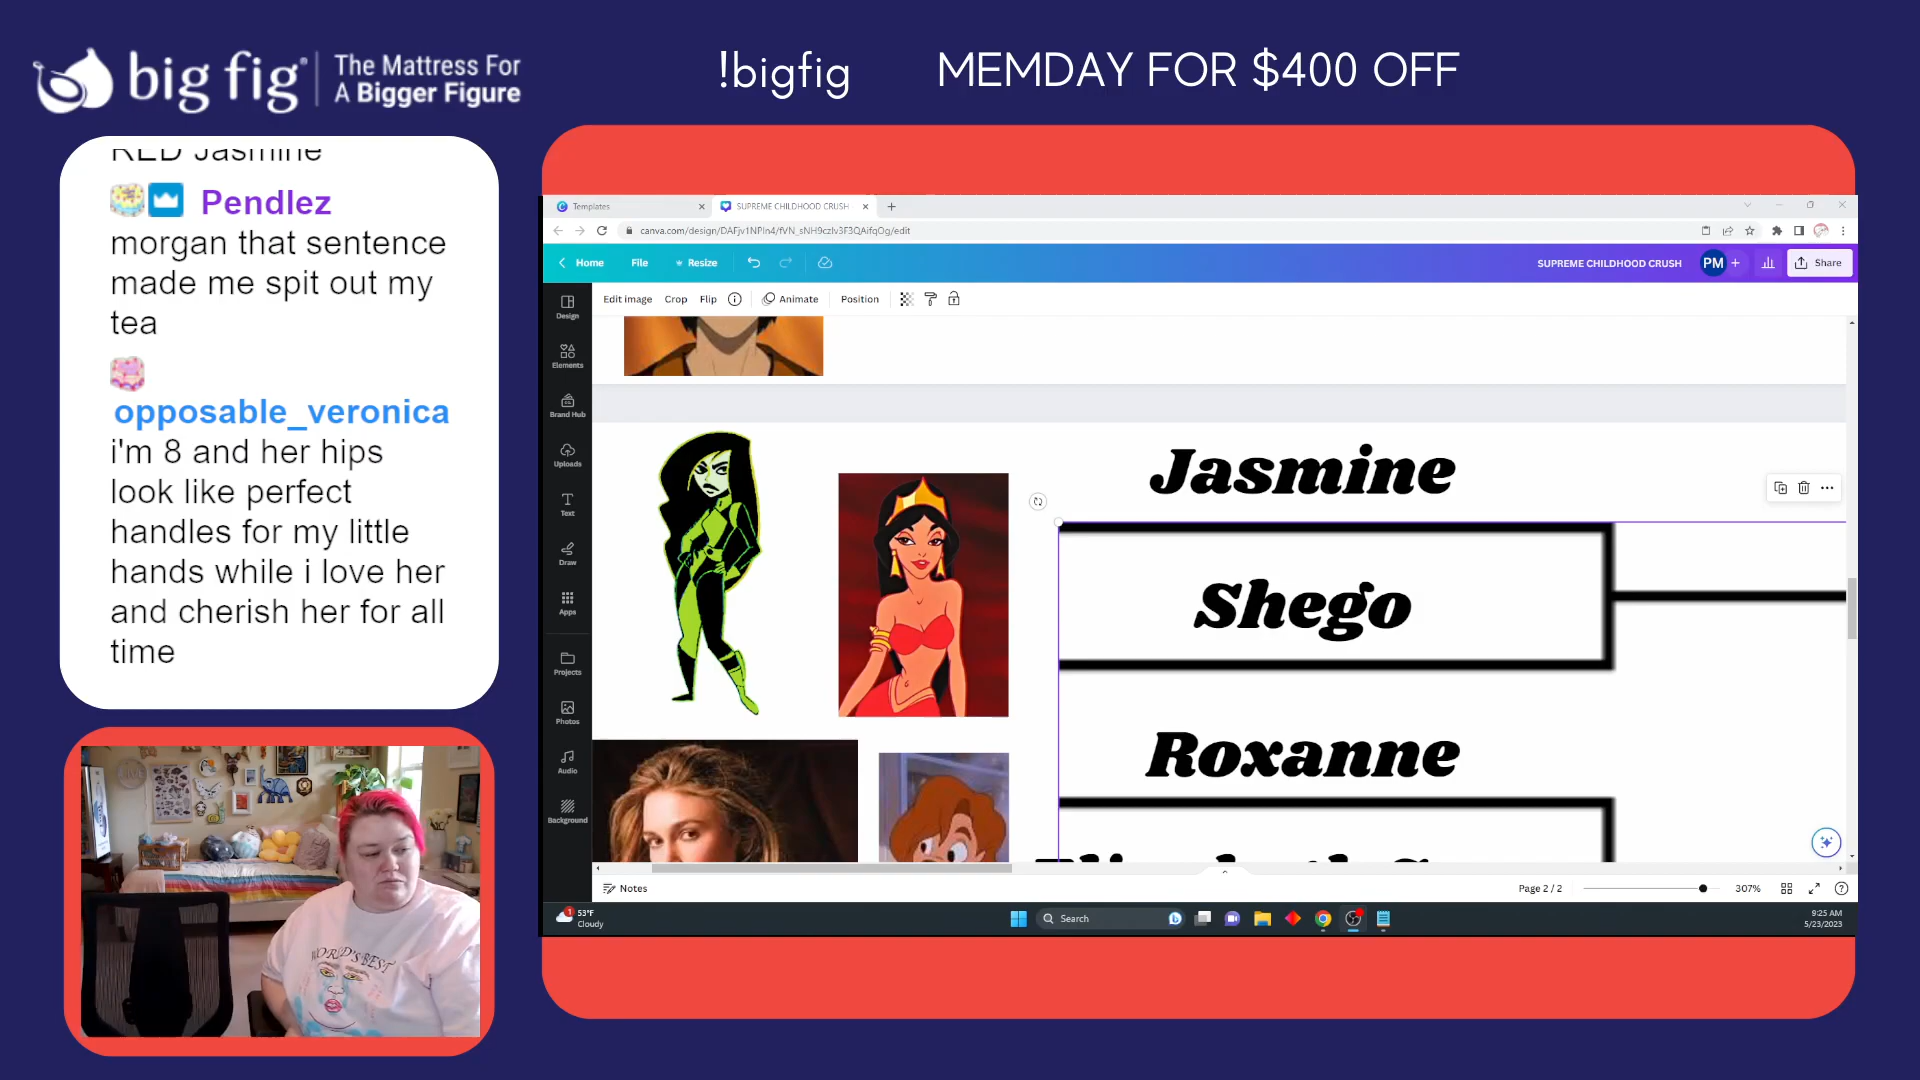 big fig
The Mattress For
A Bigger Figure
!bigfig
MEMDAY FOR $400 OFF
RED Jasmine
Pendlez
morgan that sentence
made me spit out my
tea
opposable_veronica
i'm 8 and her hips
look like perfect
handles for my little
hands while i love her
and cherish her for all
time
WORLD'S BEST
Templates
SUPREME CHILDHOOD CRUSH
canva.com/design/DAFjv1NPIn4/fVN_sNH9czlv3F3QAifqOg/edit
Home
File
Resize
SUPREME CHILDHOOD CRUSH
PM
Share
Edit image
Crop
Flip
Animate
Position
Design
Elements
Brand Hub
Uploads
Text
Draw
Apps
Projects
Photos
Audio
Background
Jasmine
Shego
Roxanne
Notes
Page 2 / 2
307%
1
53°F
Cloudy
Search
9:25 AM
5/23/2023